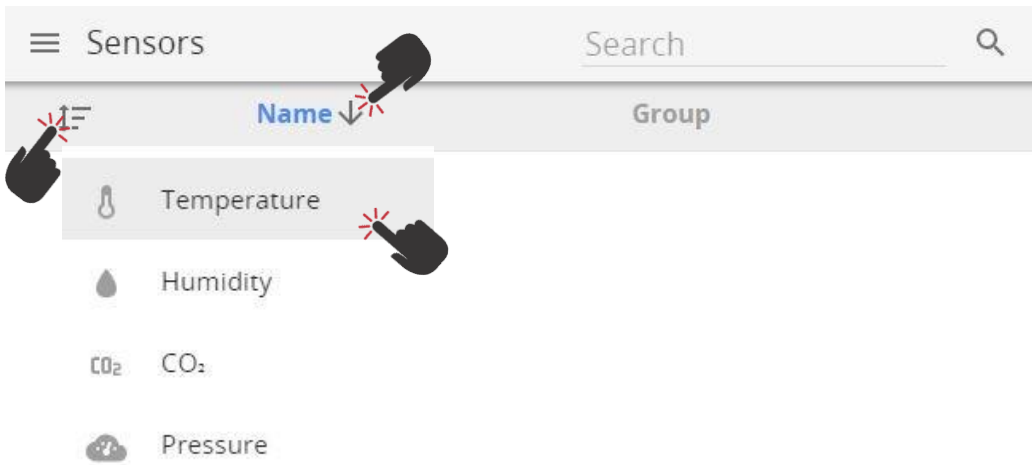 Sensors Search
Name Group
Temperature
Humidity
CO2 CO₂
Pressure